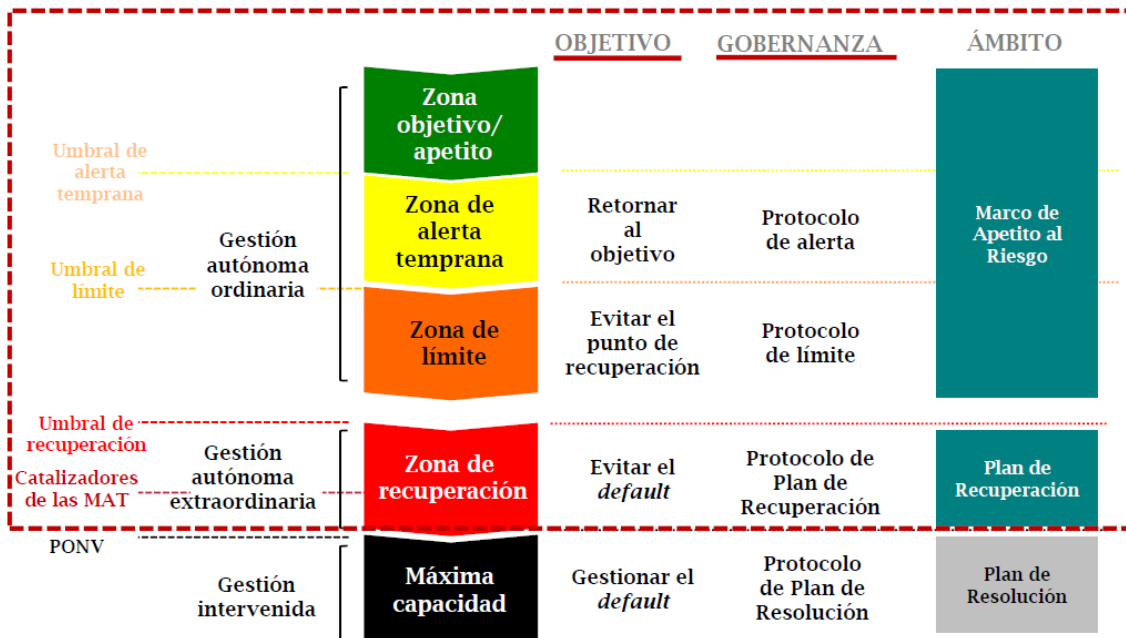 OBJETIVO GOBERNANZA ÁMBITO
Zona
objetivo/
apetito
Umbral de
alerta
temprana
Zona de
alerta
temprana
Retornar
al
objetivo
Protocolo
de alerta
Marco de
Apetito al
Riesgo
Gestión
autónoma
ordinaria
Umbral de
límite
Zona de
límite
Evitar el
punto de
recuperación
Protocolo
de límite
Umbral de
recuperación
Catalizadores
de las MAT
Gestión
autónoma
extraordinaria
Zona de
recuperación
Evitar el
default
Protocolo de
Plan de
Recuperación
Plan de
Recuperación
PONV
Gestión
intervenida
Máxima
capacidad
Gestionar el
default
Protocolo
de Plan de
Resolución
Plan de
Resolución